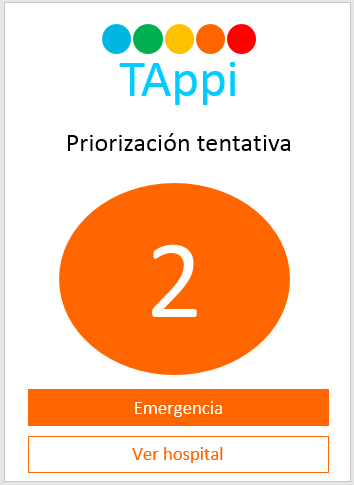 TAppi
Priorización tentativa
2
Emergencia
Ver hospital